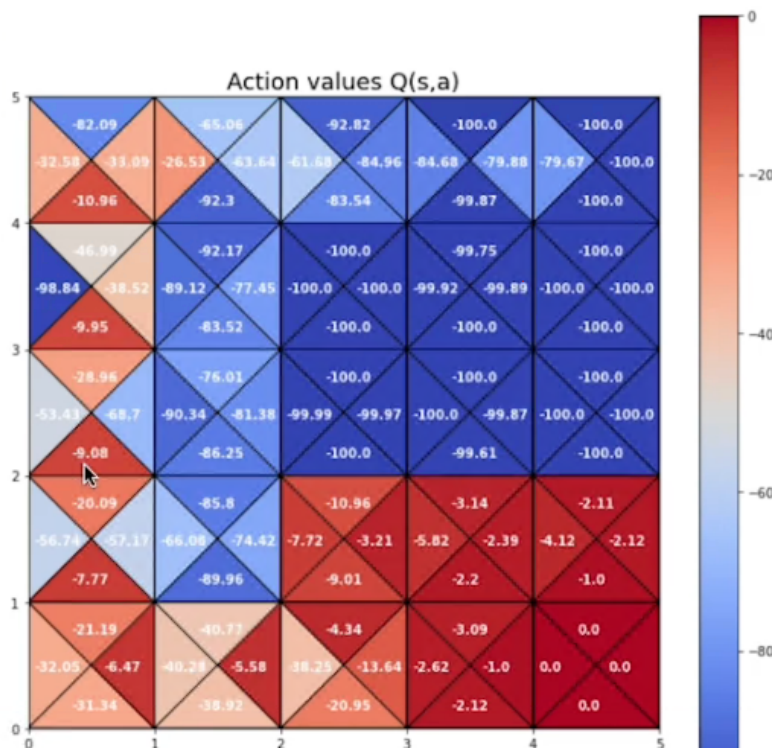 Action values Q(s,a)
0
5
-82.09 -65.06 -92.82 -100.0 -100.0
-32.58 -33.09 -26.53 -63.64 -61.68 -84.96 -84.68 -79.88 -79.67 -100.0
-20
-10.96 -92.3 -83.54 -99.87 -100.0
4
-46.99 -92.17 -100.0 -99.75 -100.0
-98.84 -38.52 -89.12 -77.45 -100.0 -100.0 -99.92 -99.89 -100.0 -100.0
-9.95 -83.52 -100.0 -100.0 -100.0
-40
3
-28.96 -76.01 -100.0 -100.0 -100.0
-53.43 -68.7 -90.34 -81.38 -99.99 -99.97 -100.0 -99.87 -100.0 -100.0
-9.08 -86.25 -100.0 -99.61 -100.0
2
-60
-20.09 -85.8 -10.96 -3.14 -2.11
-56.74 -57.17 -66.08 -74.42 -7.72 -3.21 -5.82 -2.39 -4.12 -2.12
-7.77 -89.96 -9.01 -2.2 -1.0
1
-21.19 -40.77 -4.34 -3.09 0.0
-80
-32.05 -6.47 -40.28 -5.58 -38.25 -13.64 -2.62 -1.0 0.0 0.0
-31.34 -38.92 -20.95 -2.12 0.0
0
0 1 2 3 4 5